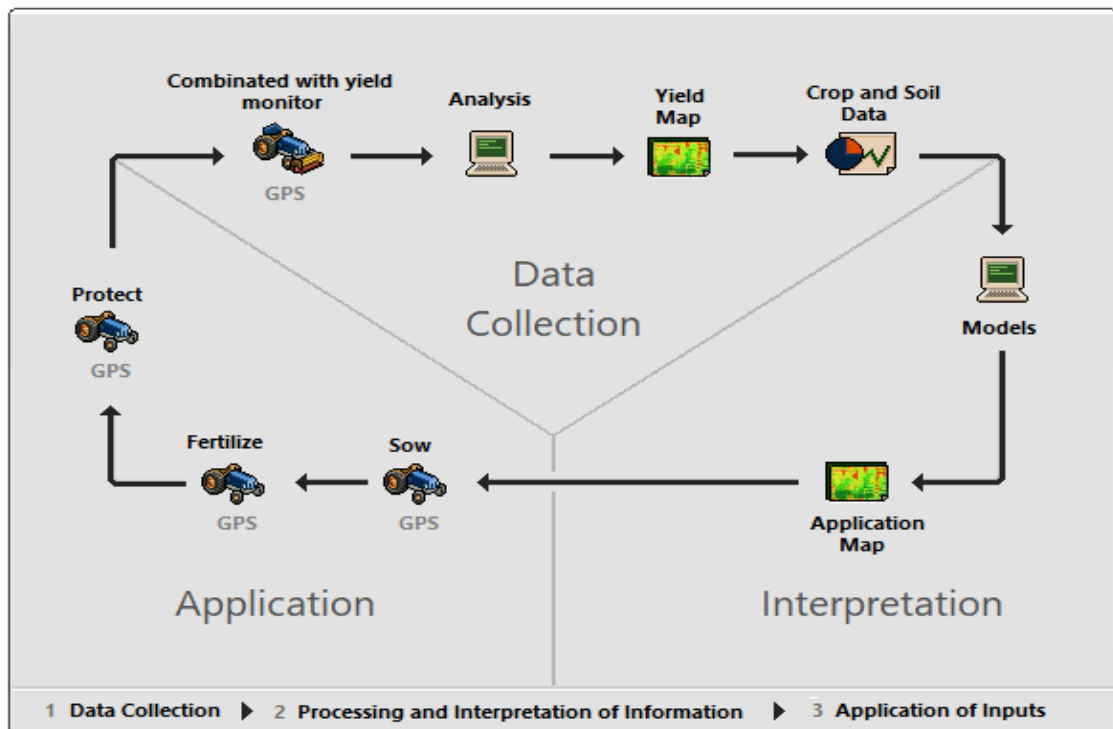 Combinated with yield
monitor
GPS
Analysis
Yield
Map
Crop and Soil
Data
Data
Collection
Models
Protect
GPS
Fertilize
GPS
Sow
GPS
Application
Map
Application
Interpretation
1 Data Collection 2 Processing and Interpretation of Information 3 Application of Inputs